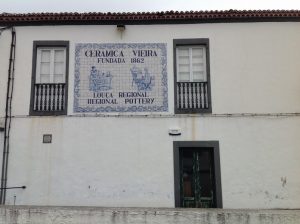 CERAMICA VIEIRA
FUNDADA 1862
LOUÇA REGIONAL
REGIONAL POTTERY